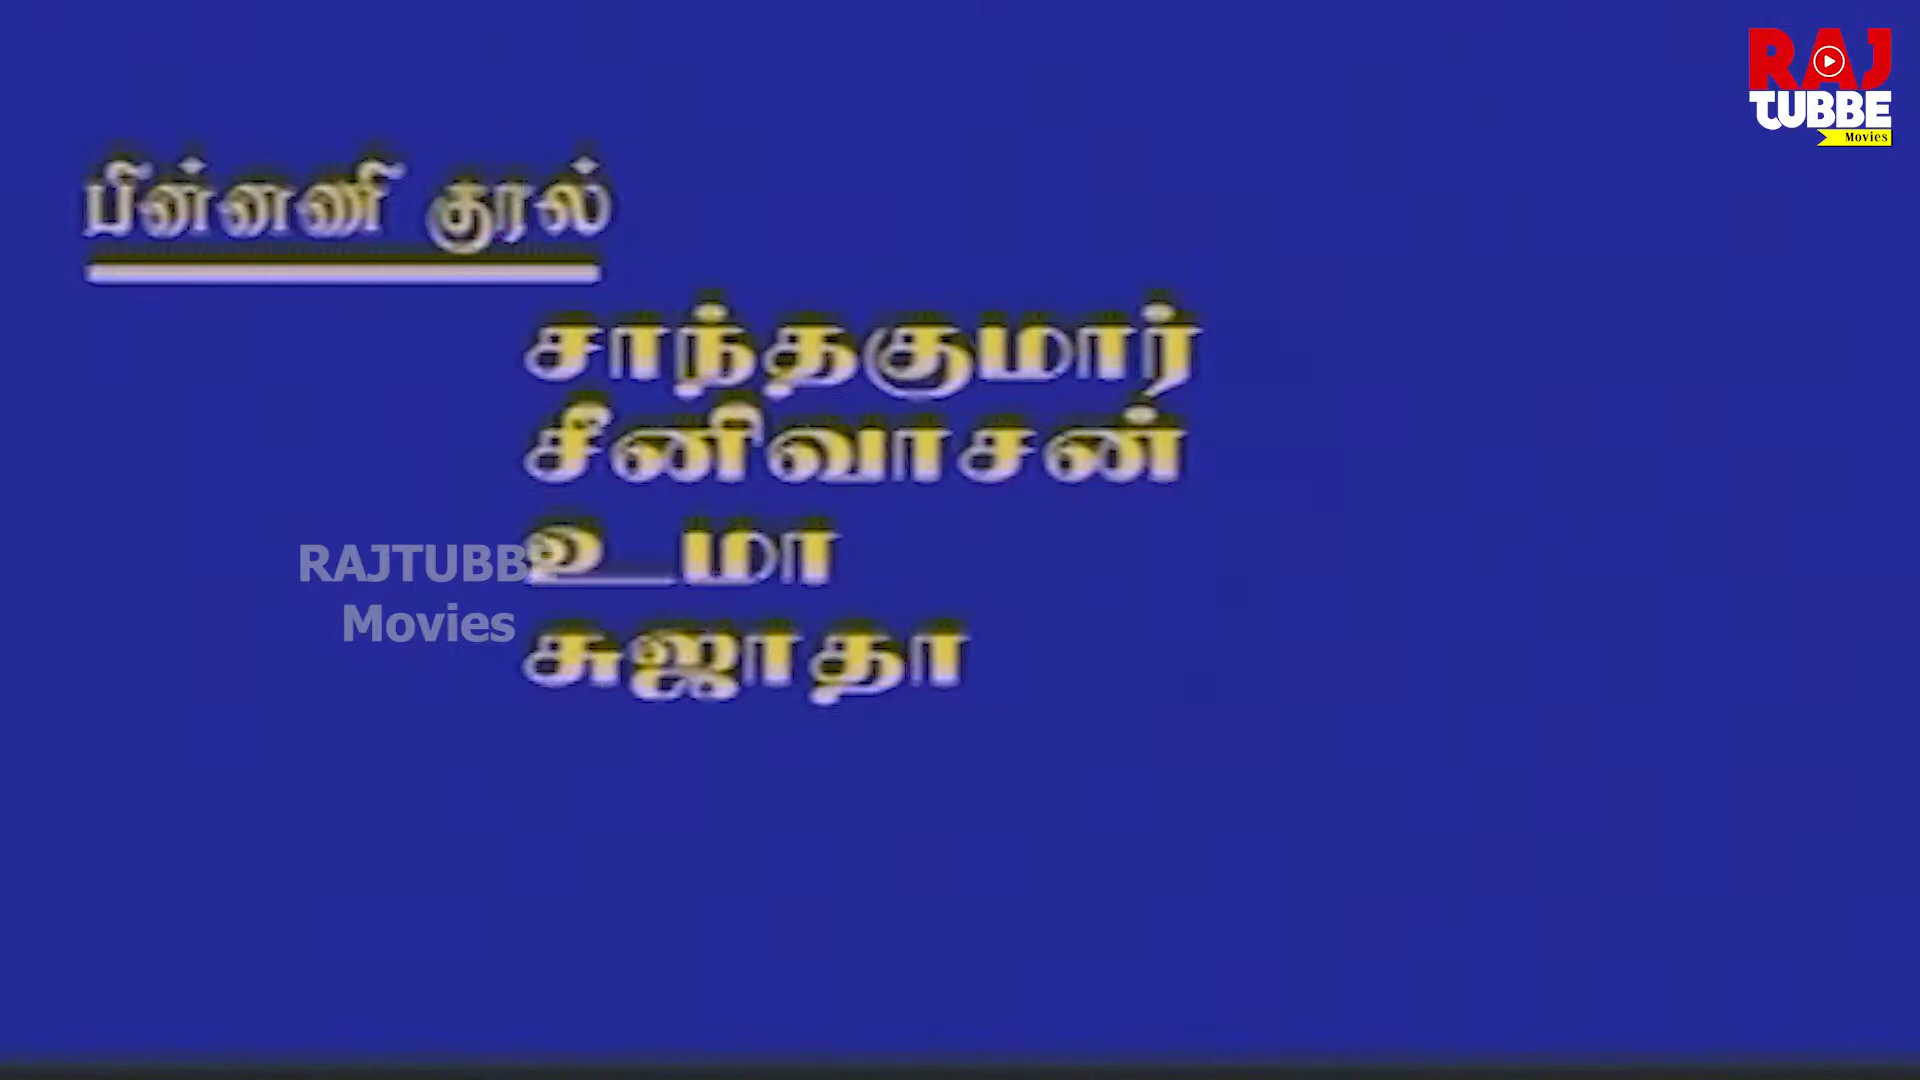 RAJ
TUBBE
Movies
பின்னணி குரல்
சாந்தகுமார்
சீனிவாசன்
உமா
சுஜாதா
RAJTUBBE
Movies